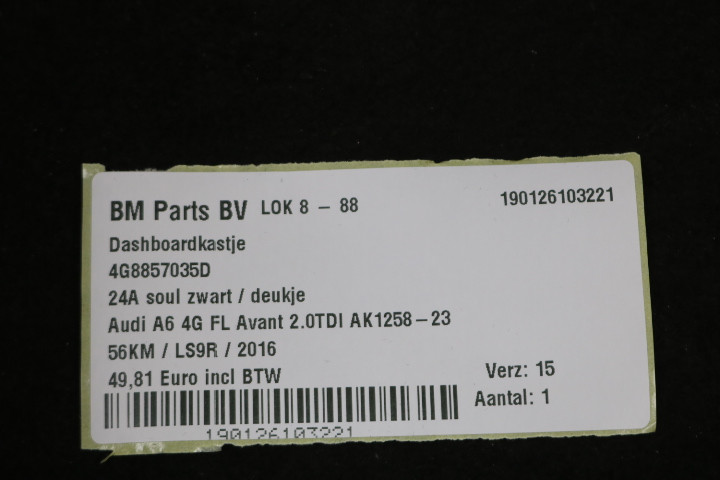 BM Parts BV LOK 8 - 88 190126103221
Dashboardkastje
4G8857035D
24A soul zwart / deukje
Audi A6 4G FL Avant 2.0TDI AK1258-23
56KM / LS9R / 2016
49,81 Euro incl BTW Verz: 15
Aantal: 1
190126103221